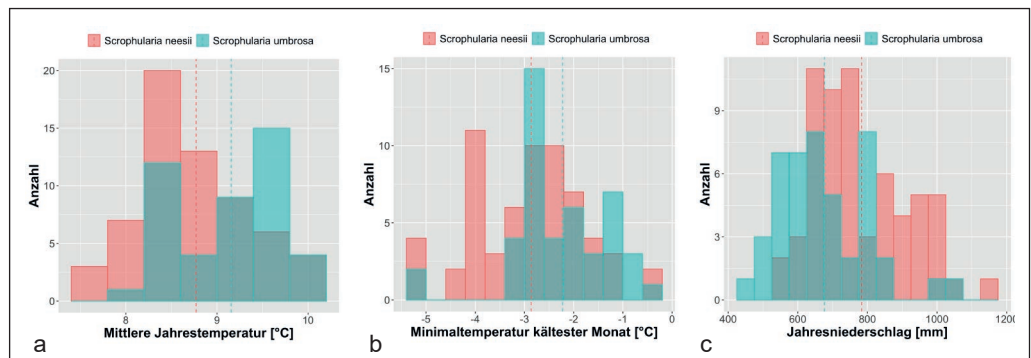 Scrophularia neesii Scrophularia umbrosa
Anzahl
20
15
10
5
0
8 9 10
Mittlere Jahrestemperatur [°C]
a
Scrophularia neesii Scrophularia umbrosa
Anzahl
15
10
5
0
-5 -4 -3 -2 -1 0
Minimaltemperatur kältester Monat [°C]
b
Scrophularia neesii Scrophularia umbrosa
Anzahl
9
6
3
0
400 600 800 1000 1200
Jahresniederschlag [mm]
c